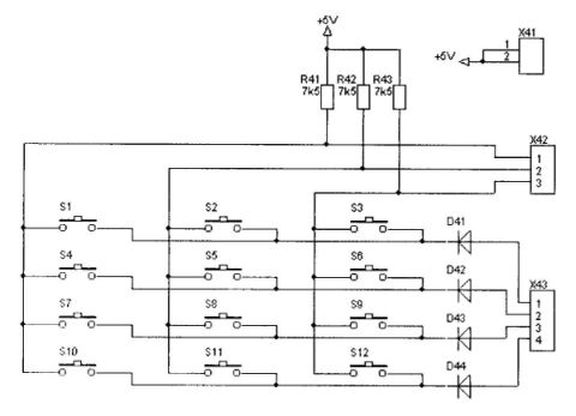 +5V
X41
1
+5V
2
R41 R42 R43
7k5 7k5 7k5
X42
1
2
3
S1 S2 S3
D41
S4 S5 S6
D42
X43
1
S7 S8 S9
D43
2
3
4
S10 S11 S12
D44